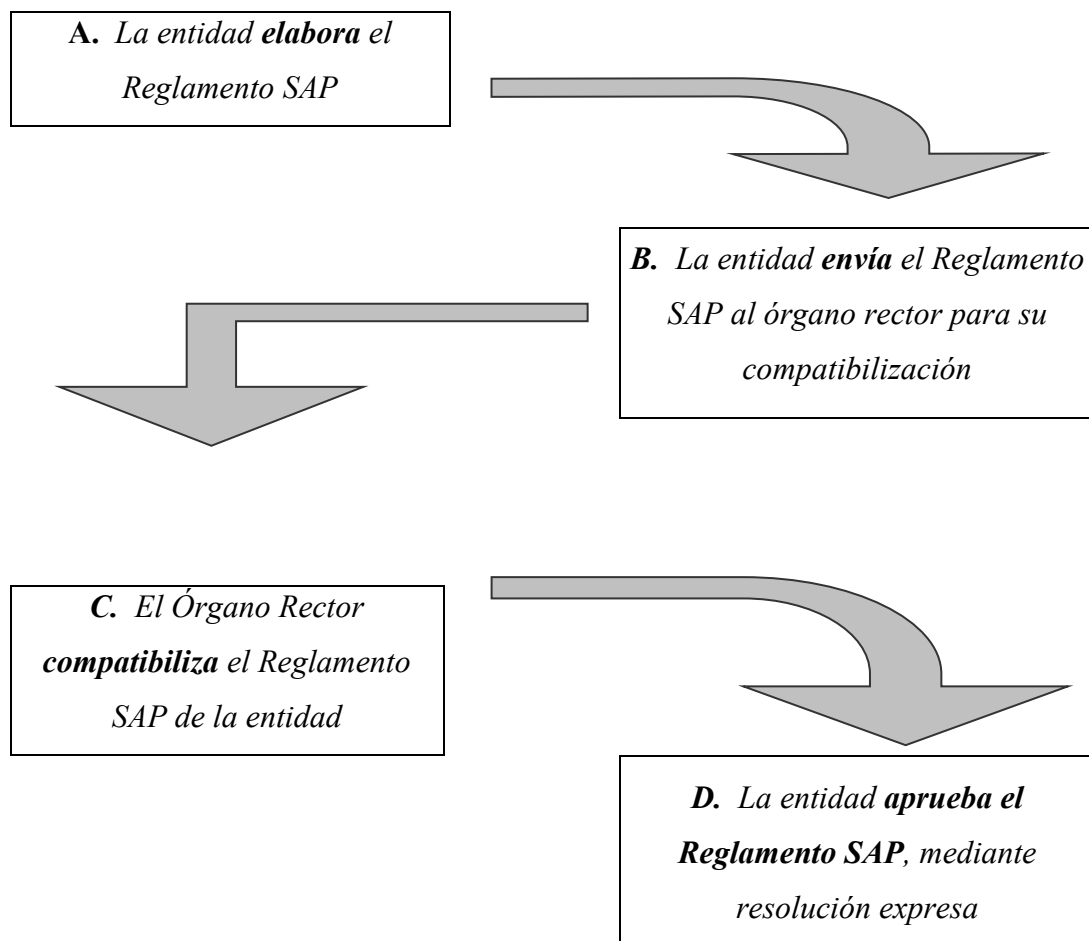 A. La entidad elabora el
Reglamento SAP
B. La entidad envía el Reglamento
SAP al órgano rector para su
compatibilización
C. El Órgano Rector
compatibiliza el Reglamento
SAP de la entidad
D. La entidad aprueba el
Reglamento SAP, mediante
resolución expresa